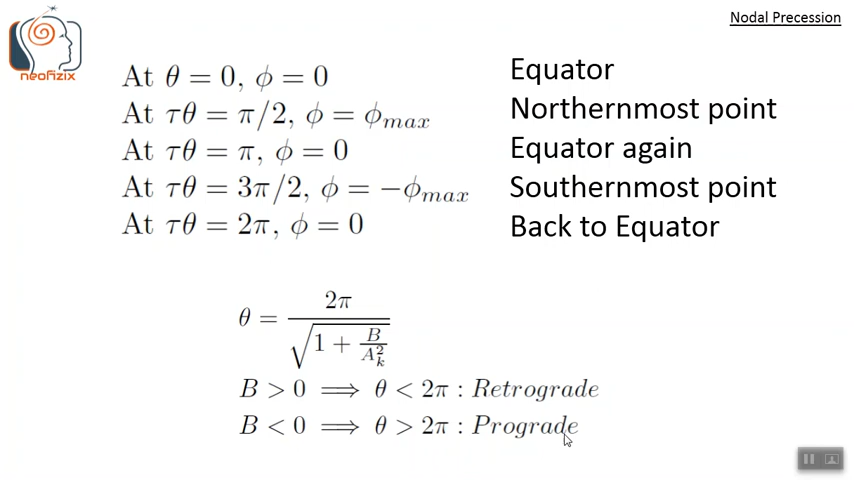 Nodal Precession
neofizix
At θ = 0, ϕ = 0 Equator
At τθ = π/2, ϕ = ϕ_max Northernmost point
At τθ = π, ϕ = 0 Equator again
At τθ = 3π/2, ϕ = −ϕ_max Southernmost point
At τθ = 2π, ϕ = 0 Back to Equator
θ = 2π / √(1 + B/A_k^2)
B > 0 ⟹ θ < 2π : Retrograde
B < 0 ⟹ θ > 2π : Prograde